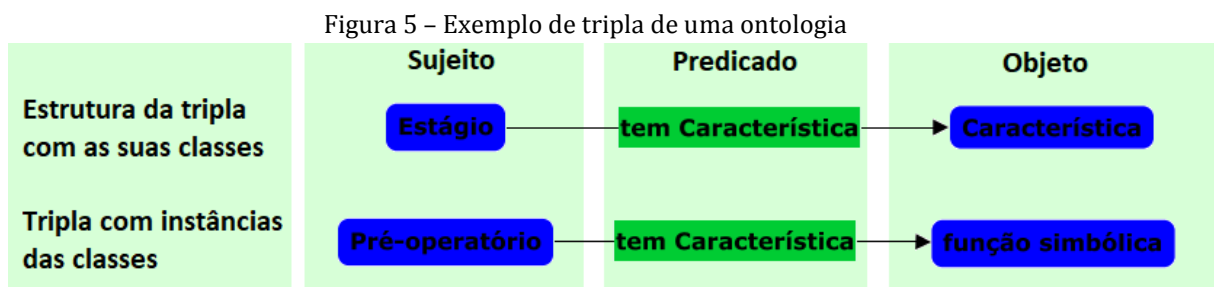 Figura 5 – Exemplo de tripla de uma ontologia
Sujeito Predicado Objeto
Estrutura da tripla
com as suas classes
Estágio tem Característica Característica
Tripla com instâncias
das classes
Pré-operatório tem Característica função simbólica